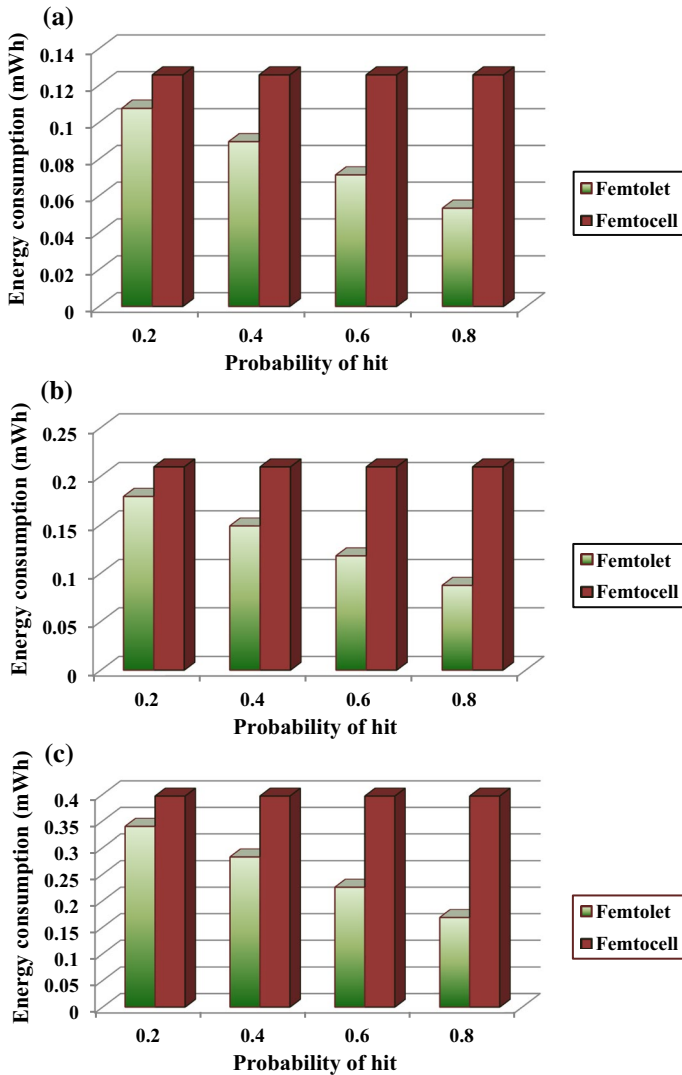 (a)
Energy consumption (mWh)
0.14
0.12
0.1
0.08
0.06
0.04
0.02
0
0.2 0.4 0.6 0.8
Probability of hit
Femtolet
Femtocell
(b)
Energy consumption (mWh)
0.25
0.2
0.15
0.1
0.05
0
0.2 0.4 0.6 0.8
Probability of hit
Femtolet
Femtocell
(c)
Energy consumption (mWh)
0.4
0.35
0.3
0.25
0.2
0.15
0.1
0.05
0
0.2 0.4 0.6 0.8
Probability of hit
Femtolet
Femtocell